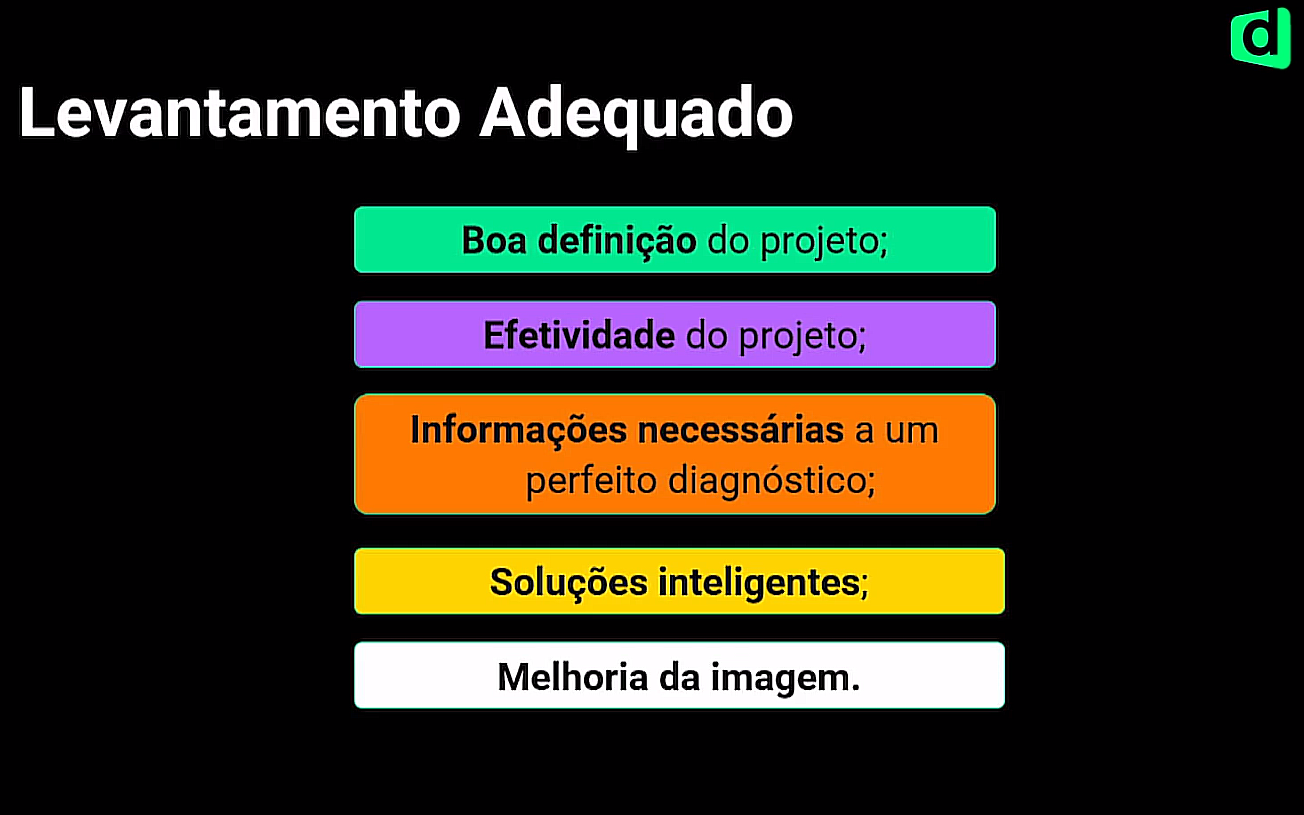 d
Levantamento Adequado
Boa definição do projeto;
Efetividade do projeto;
Informações necessárias a um
perfeito diagnóstico;
Soluções inteligentes;
Melhoria da imagem.